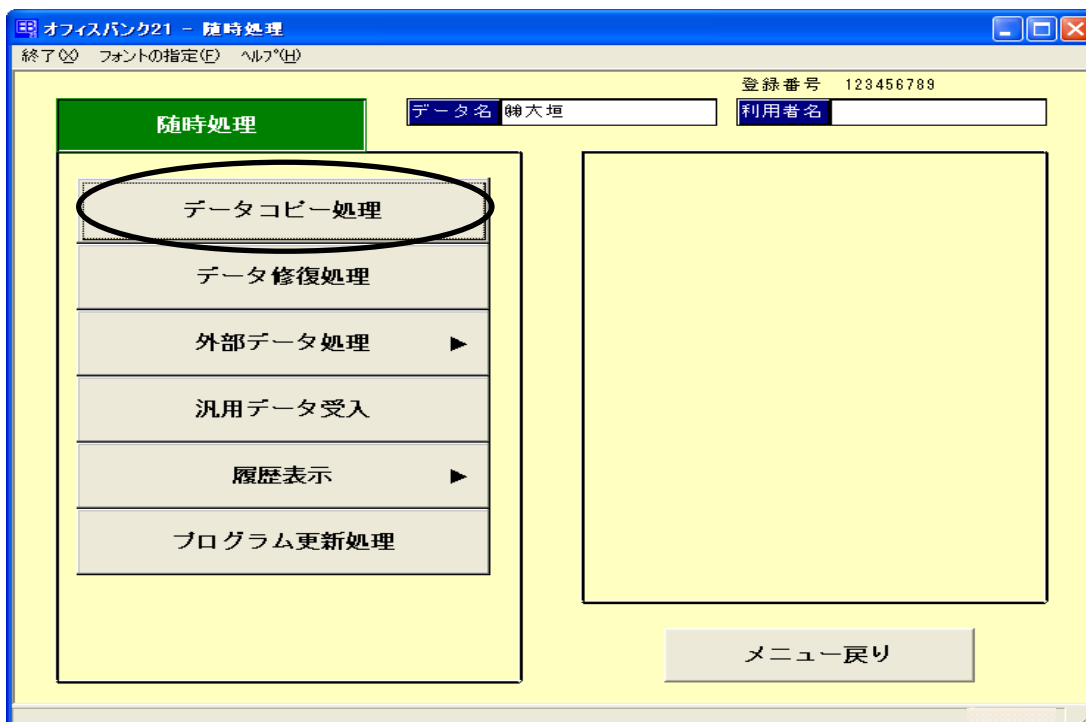 オフィスバンク21 - 随時処理
終了(X) フォントの指定(F) ヘルプ(H)
登録番号 123456789
随時処理 データ名 ㈱大垣 利用者名
データコピー処理
データ修復処理
外部データ処理 ▶
汎用データ受入
履歴表示 ▶
プログラム更新処理
メニュー戻り